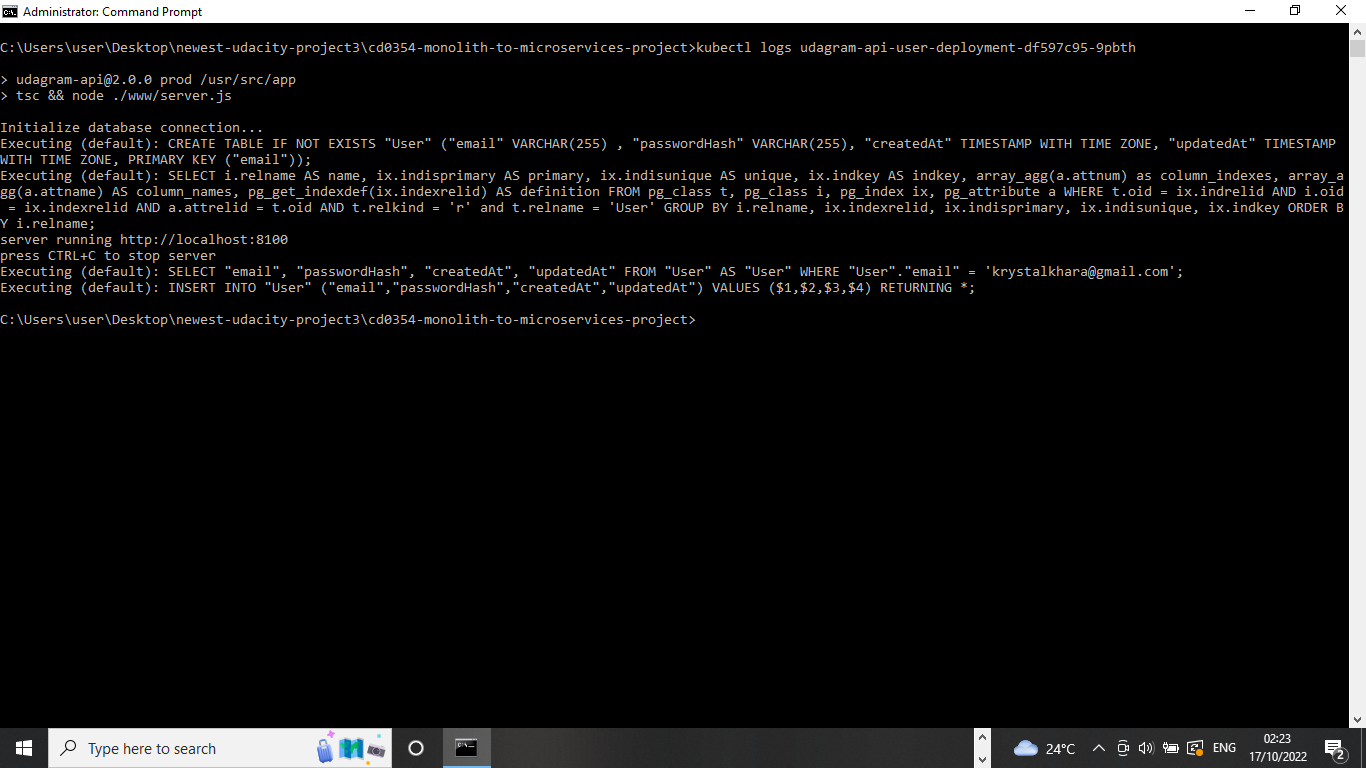 Administrator: Command Prompt
C:\Users\user\Desktop\newest-udacity-project3\cd0354-monolith-to-microservices-project>kubectl logs udagram-api-user-deployment-df597c95-9pbth
> udagram-api@2.0.0 prod /usr/src/app
> tsc && node ./www/server.js
Initialize database connection...
Executing (default): CREATE TABLE IF NOT EXISTS "User" ("email" VARCHAR(255) , "passwordHash" VARCHAR(255), "createdAt" TIMESTAMP WITH TIME ZONE, "updatedAt" TIMESTAMP
WITH TIME ZONE, PRIMARY KEY ("email"));
Executing (default): SELECT i.relname AS name, ix.indisprimary AS primary, ix.indisunique AS unique, ix.indkey AS indkey, array_agg(a.attnum) as column_indexes, array_a
gg(a.attname) AS column_names, pg_get_indexdef(ix.indexrelid) AS definition FROM pg_class t, pg_class i, pg_index ix, pg_attribute a WHERE t.oid = ix.indrelid AND i.oid
= ix.indexrelid AND a.attrelid = t.oid AND t.relkind = 'r' and t.relname = 'User' GROUP BY i.relname, ix.indexrelid, ix.indisprimary, ix.indisunique, ix.indkey ORDER B
Y i.relname;
server running http://localhost:8100
press CTRL+C to stop server
Executing (default): SELECT "email", "passwordHash", "createdAt", "updatedAt" FROM "User" AS "User" WHERE "User"."email" = 'krystalkhara@gmail.com';
Executing (default): INSERT INTO "User" ("email","passwordHash","createdAt","updatedAt") VALUES ($1,$2,$3,$4) RETURNING *;
C:\Users\user\Desktop\newest-udacity-project3\cd0354-monolith-to-microservices-project>
Type here to search
24°C
ENG
02:23
17/10/2022
2